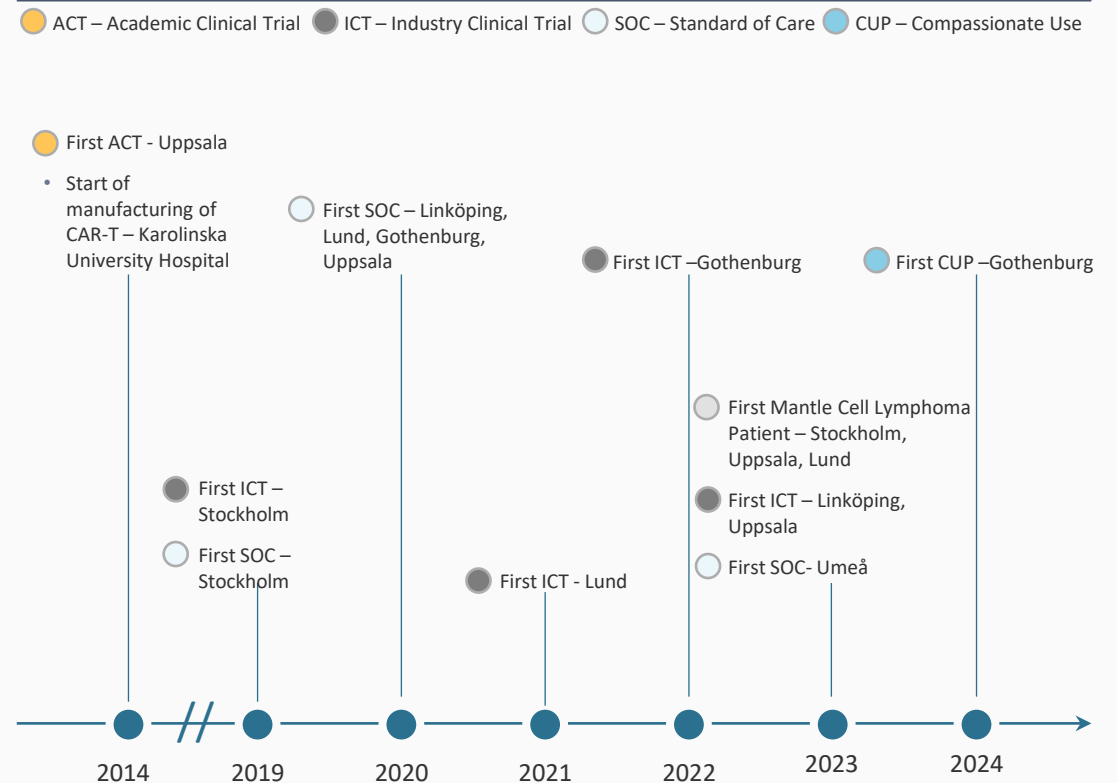 ACT – Academic Clinical Trial ICT – Industry Clinical Trial SOC – Standard of Care CUP – Compassionate Use
First ACT - Uppsala
• Start of
manufacturing of
CAR-T – Karolinska
University Hospital
First SOC – Linköping,
Lund, Gothenburg,
Uppsala
First ICT –Gothenburg
First CUP –Gothenburg
First Mantle Cell Lymphoma
Patient – Stockholm,
Uppsala, Lund
First ICT –
Stockholm
First SOC –
Stockholm
First ICT - Lund
First ICT – Linköping,
Uppsala
First SOC- Umeå
2014 2019 2020 2021 2022 2023 2024